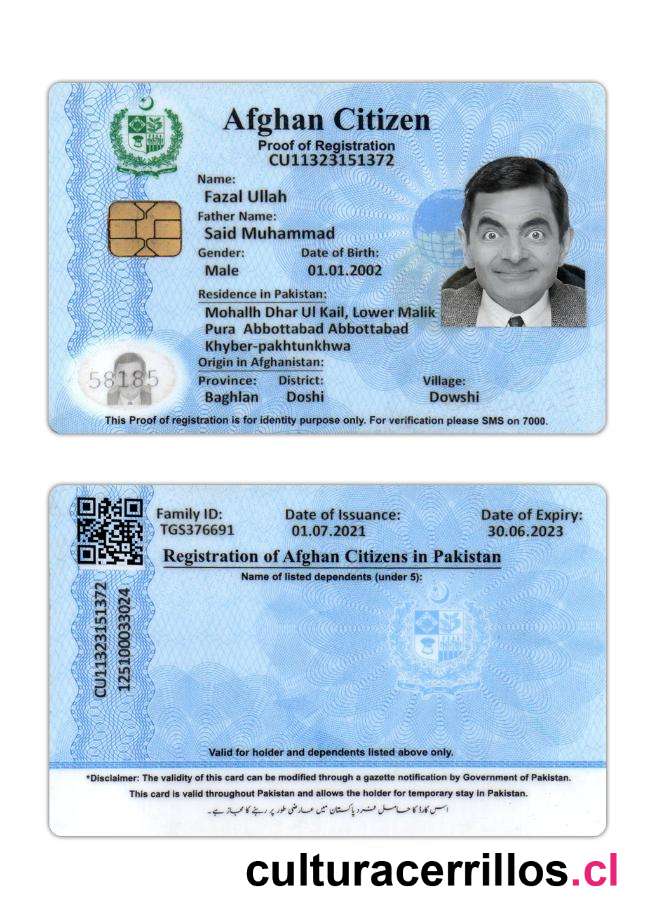 Afghan Citizen
Proof of Registration
CU11323151372
Name:
Fazal Ullah
Father Name:
Said Muhammad
Gender: Date of Birth:
Male 01.01.2002
Residence in Pakistan:
Mohallh Dhar Ul Kail, Lower Malik
Pura Abbottabad Abbottabad
Khyber-pakhtunkhwa
Origin in Afghanistan:
Province: District: Village:
Baghlan Doshi Dowshi
58185
This Proof of registration is for identity purpose only. For verification please SMS on 7000.
Family ID: Date of Issuance: Date of Expiry:
TGS376691 01.07.2021 30.06.2023
Registration of Afghan Citizens in Pakistan
Name of listed dependents (under 5):
CU11323151372
125100033024
Valid for holder and dependents listed above only.
*Disclaimer: The validity of this card can be modified through a gazette notification by Government of Pakistan.
This card is valid throughout Pakistan and allows the holder for temporary stay in Pakistan.
اس کارڈ کا حامل فرد پاکستان میں عارضی طور پر رہنے کا مجاز ہے۔
culturacerrillos.cl